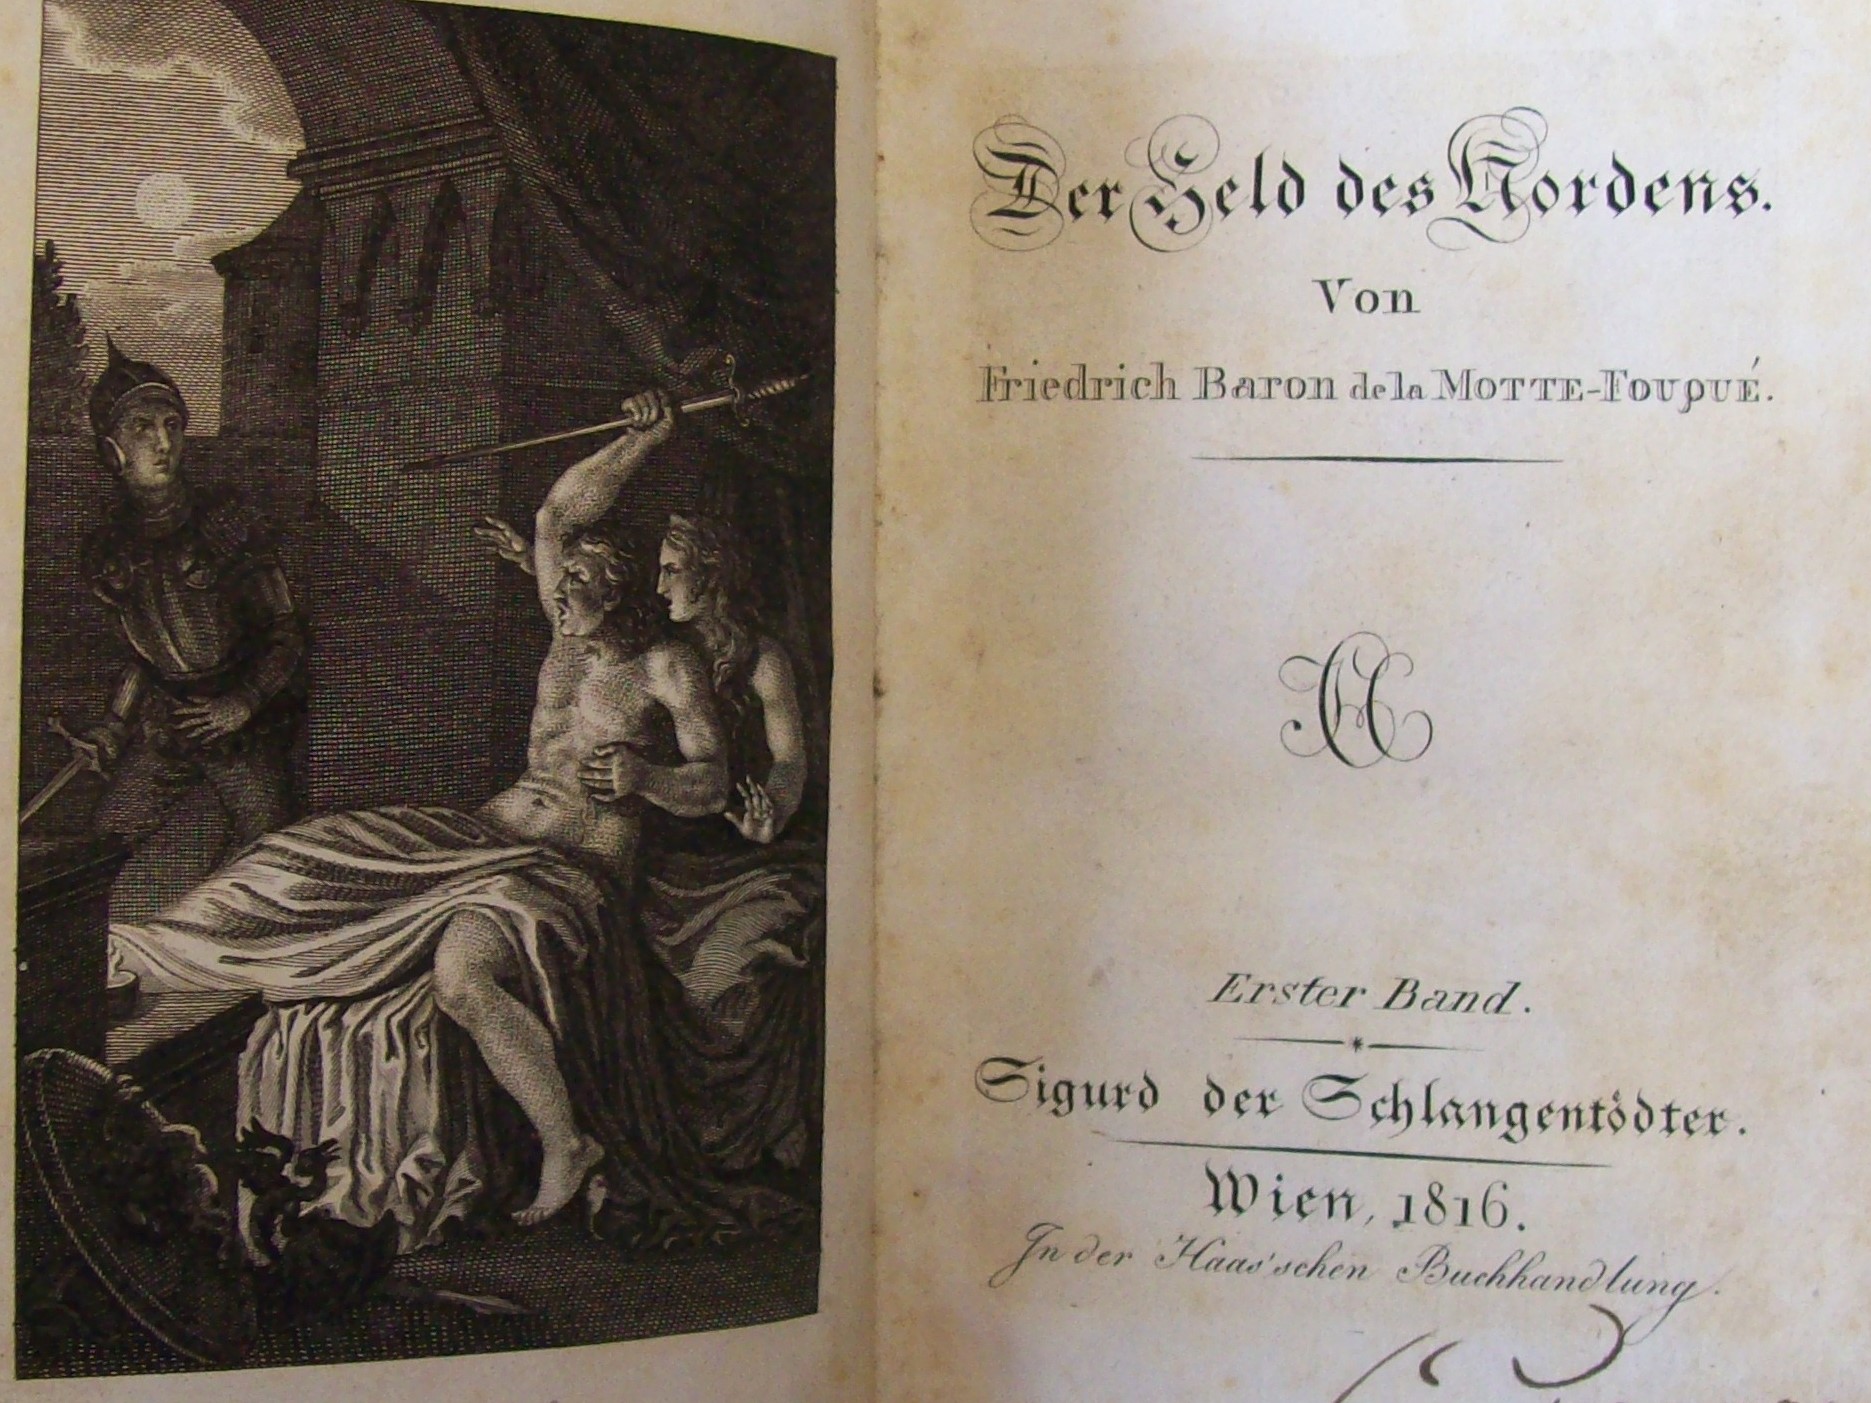 Der Held des Nordens.
Von
Friedrich Baron de la MOTTE-FOUQUÉ.
Erster Band.
Sigurd der Schlangentödter.
Wien, 1816.
In der Haas'schen Buchhandlung.